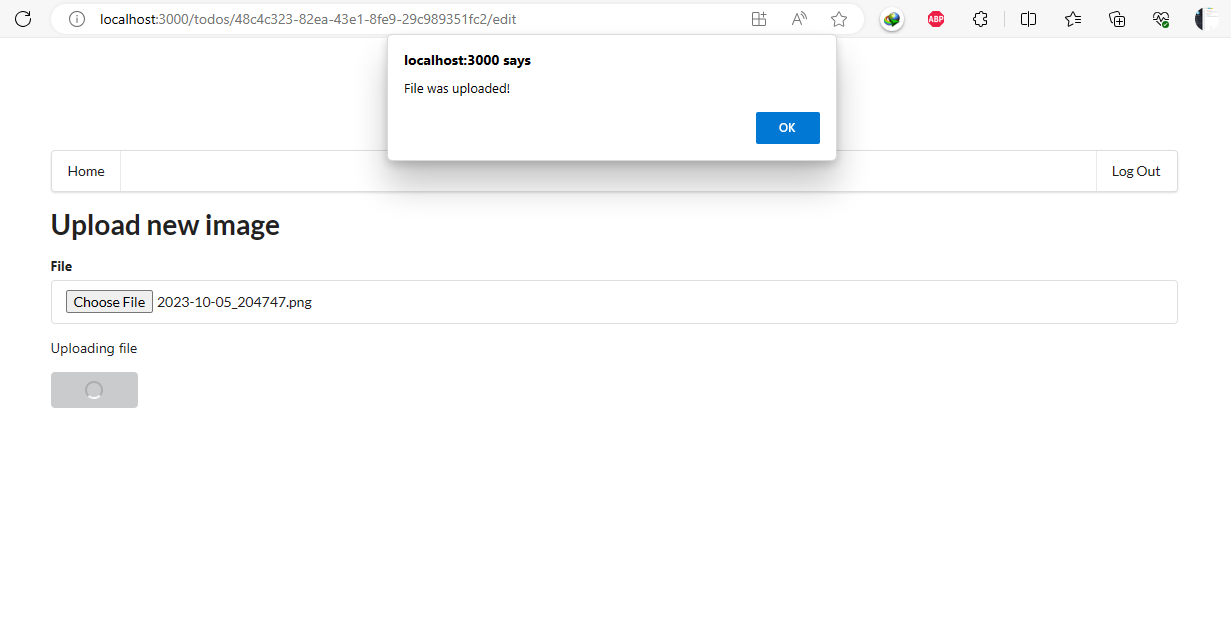 localhost:3000/todos/48c4c323-82ea-43e1-8fe9-29c989351fc2/edit
A
ABP
localhost:3000 says
File was uploaded!
OK
Home
Log Out
Upload new image
File
Choose File 2023-10-05_204747.png
Uploading file